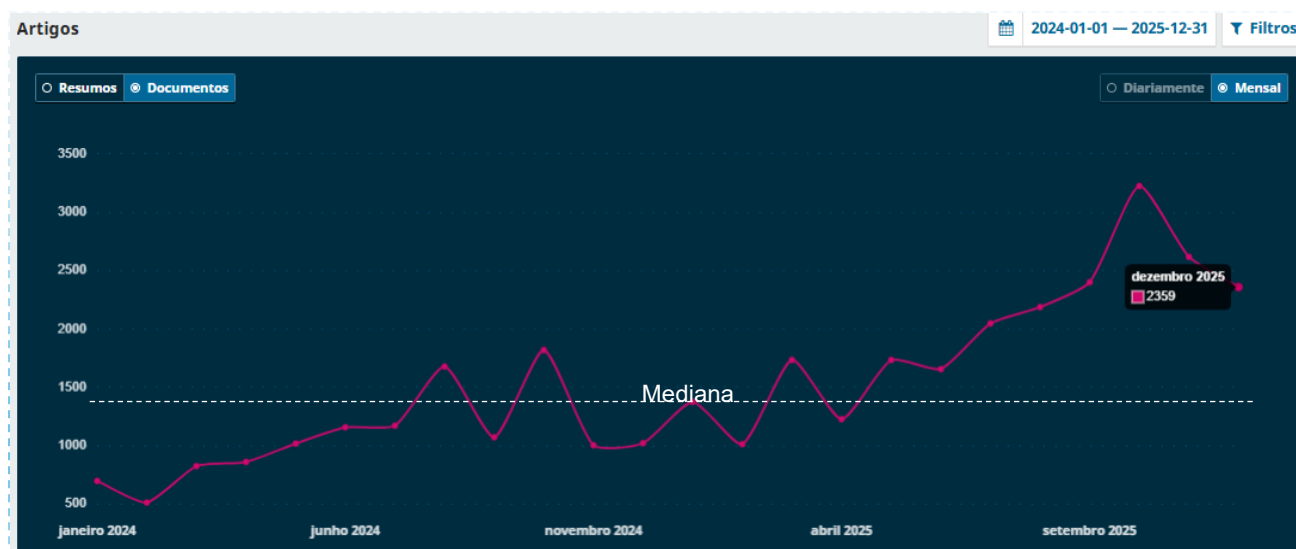 Artigos
2024-01-01 — 2025-12-31 Filtros
Resumos Documentos
Diariamente Mensal
3500
3000
2500
2000
1500
1000
500
dezembro 2025
2359
Mediana
janeiro 2024 junho 2024 novembro 2024 abril 2025 setembro 2025